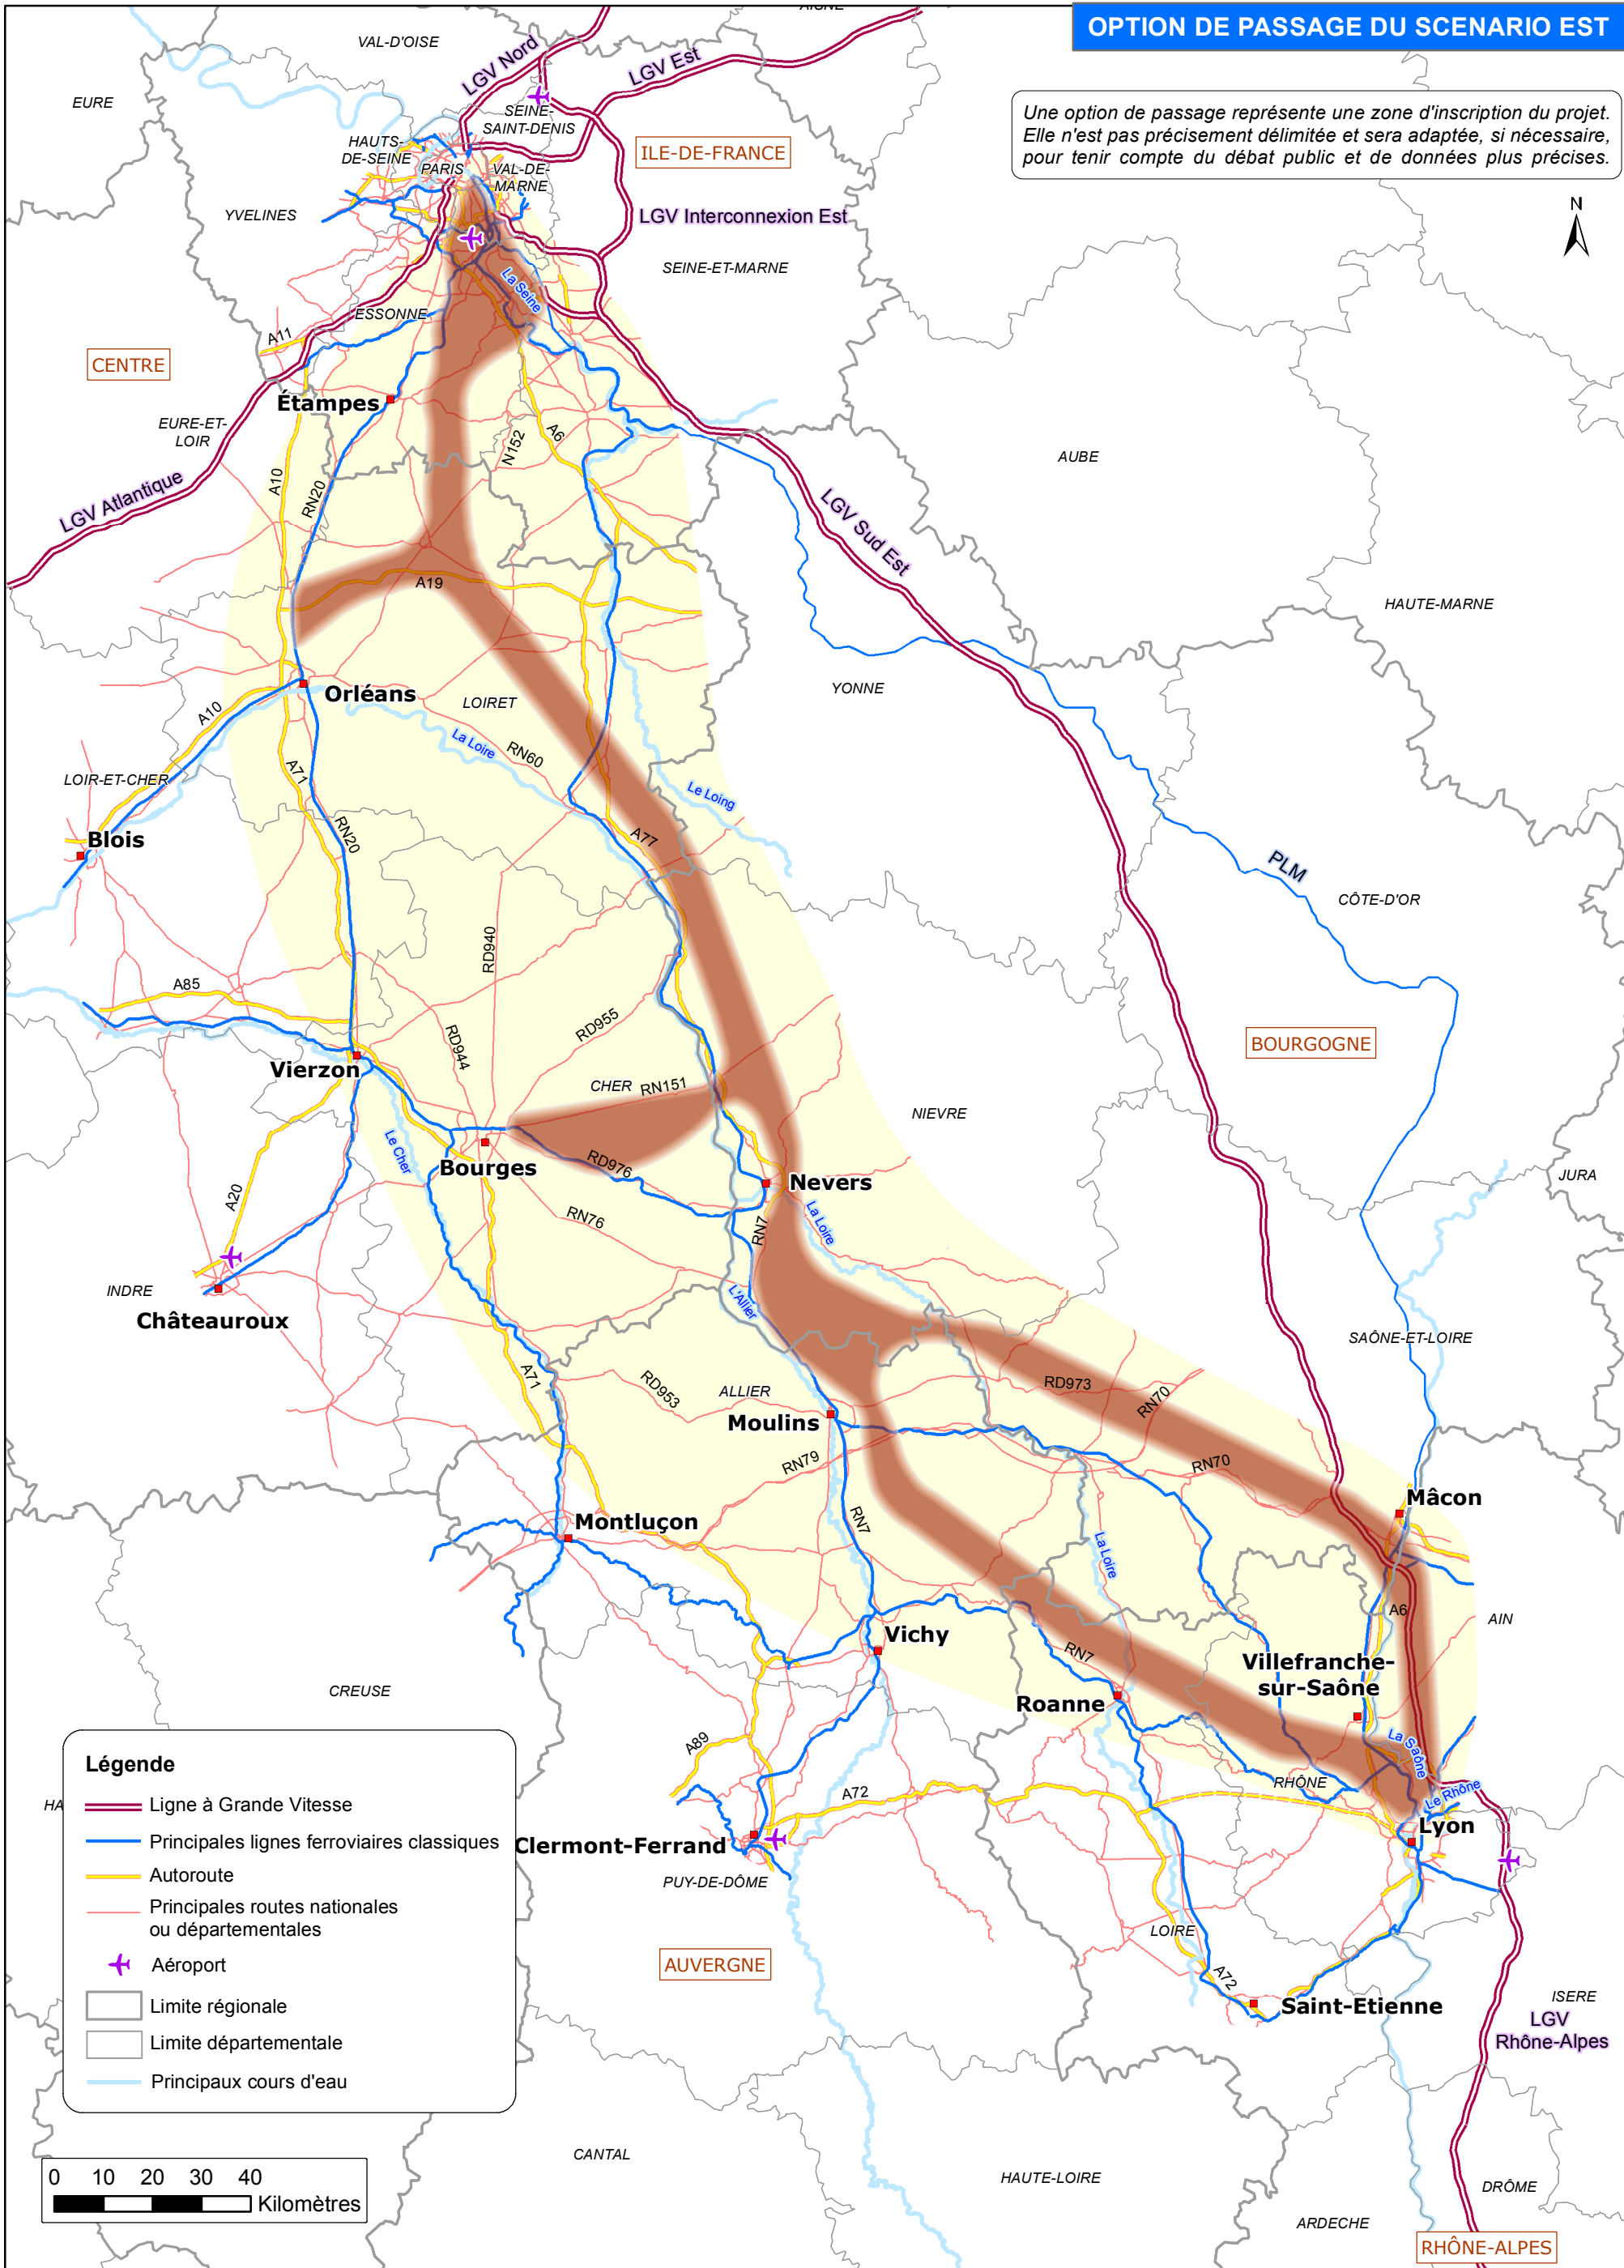 AISNE
OPTION DE PASSAGE DU SCENARIO EST
Une option de passage représente une zone d'inscription du projet.
Elle n'est pas précisement délimitée et sera adaptée, si nécessaire,
pour tenir compte du débat public et de données plus précises.
N
VAL-D'OISE
LGV Nord
LGV Est
EURE
SEINE-
SAINT-DENIS
HAUTS-
DE-SEINE
ILE-DE-FRANCE
PARIS
VAL-DE-
MARNE
YVELINES
LGV Interconnexion Est
SEINE-ET-MARNE
La Seine
ESSONNE
A11
CENTRE
Étampes
EURE-ET-
LOIR
A6
N152
AUBE
A10
RN20
LGV Atlantique
LGV Sud Est
A19
HAUTE-MARNE
YONNE
Orléans
LOIRET
A10
La Loire
RN60
A71
LOIR-ET-CHER
Le Loing
RN20
A77
Blois
PLM
CÔTE-D'OR
RD940
A85
RD955
RD944
BOURGOGNE
Vierzon
CHER
RN151
NIEVRE
Le Cher
Bourges
RD976
Nevers
JURA
A20
RN76
RN7
La Loire
INDRE
L'Allier
Châteauroux
SAÔNE-ET-LOIRE
A71
RD953
ALLIER
RD973
RN70
Moulins
RN79
RN70
Mâcon
Montluçon
RN7
La Loire
A6
AIN
Vichy
RN7
Villefranche-
sur-Saône
CREUSE
Roanne
A89
La Saône
RHÔNE
Le Rhône
A72
Lyon
Clermont-Ferrand
PUY-DE-DÔME
LOIRE
AUVERGNE
A72
Saint-Etienne
ISERE
LGV
Rhône-Alpes
HA
Légende
Ligne à Grande Vitesse
Principales lignes ferroviaires classiques
Autoroute
Principales routes nationales
ou départementales
Aéroport
Limite régionale
Limite départementale
Principaux cours d'eau
CANTAL
HAUTE-LOIRE
DRÔME
ARDECHE
RHÔNE-ALPES
0 10 20 30 40
Kilomètres